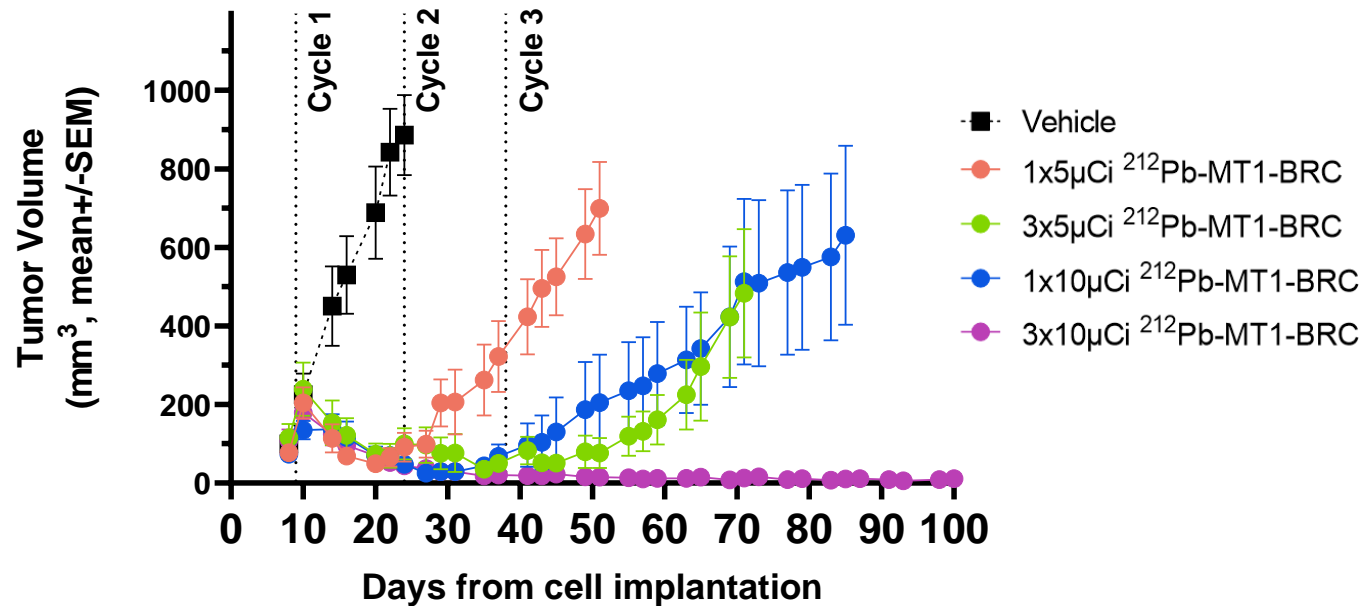 Tumor Volume
(mm³, mean+/-SEM)
1000
800
600
400
200
0
Cycle 1
Cycle 2
Cycle 3
0 10 20 30 40 50 60 70 80 90 100
Days from cell implantation
Vehicle
1x5µCi ²¹²Pb-MT1-BRC
3x5µCi ²¹²Pb-MT1-BRC
1x10µCi ²¹²Pb-MT1-BRC
3x10µCi ²¹²Pb-MT1-BRC